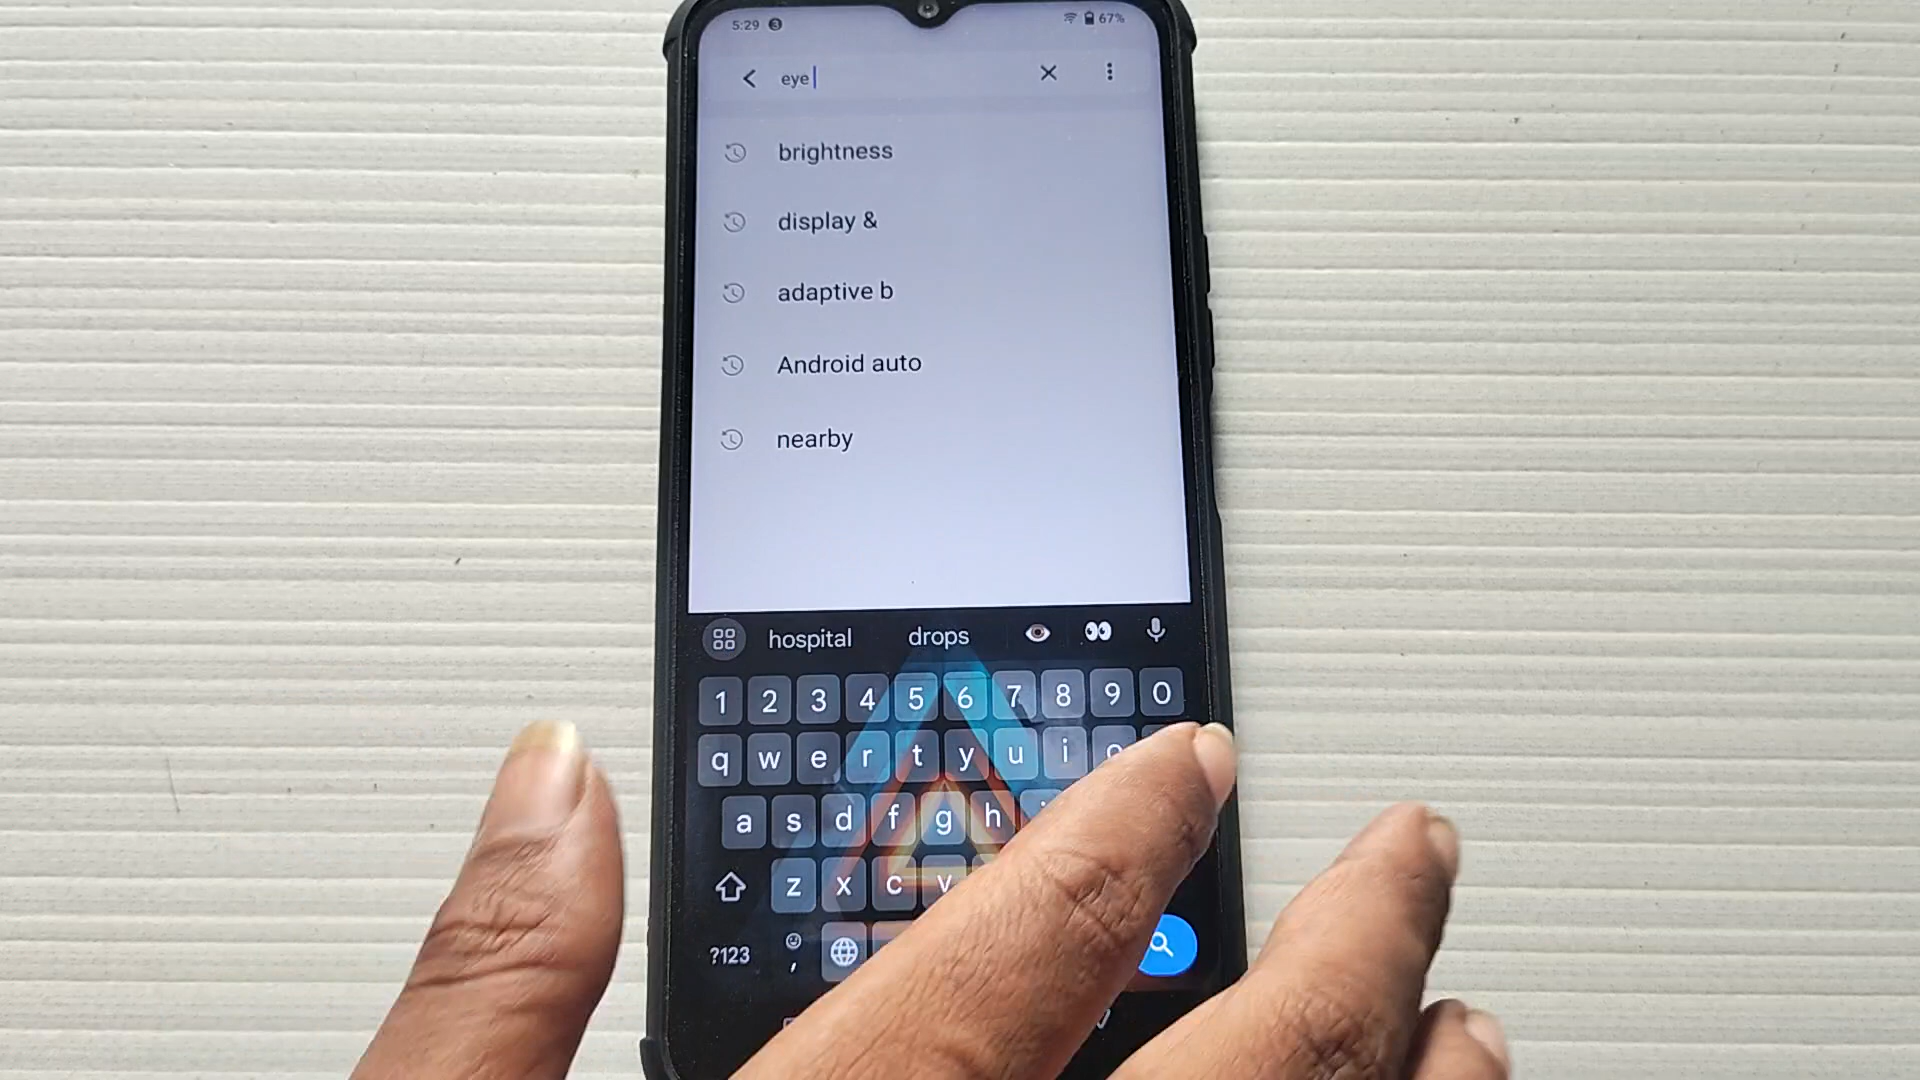 5:29 3 67%
eye
brightness
display &
adaptive b
Android auto
nearby
hospital drops
1 2 3 4 5 6 7 8 9 0
q w e r t y u i
a s d f g h
z x c v
?123 ,